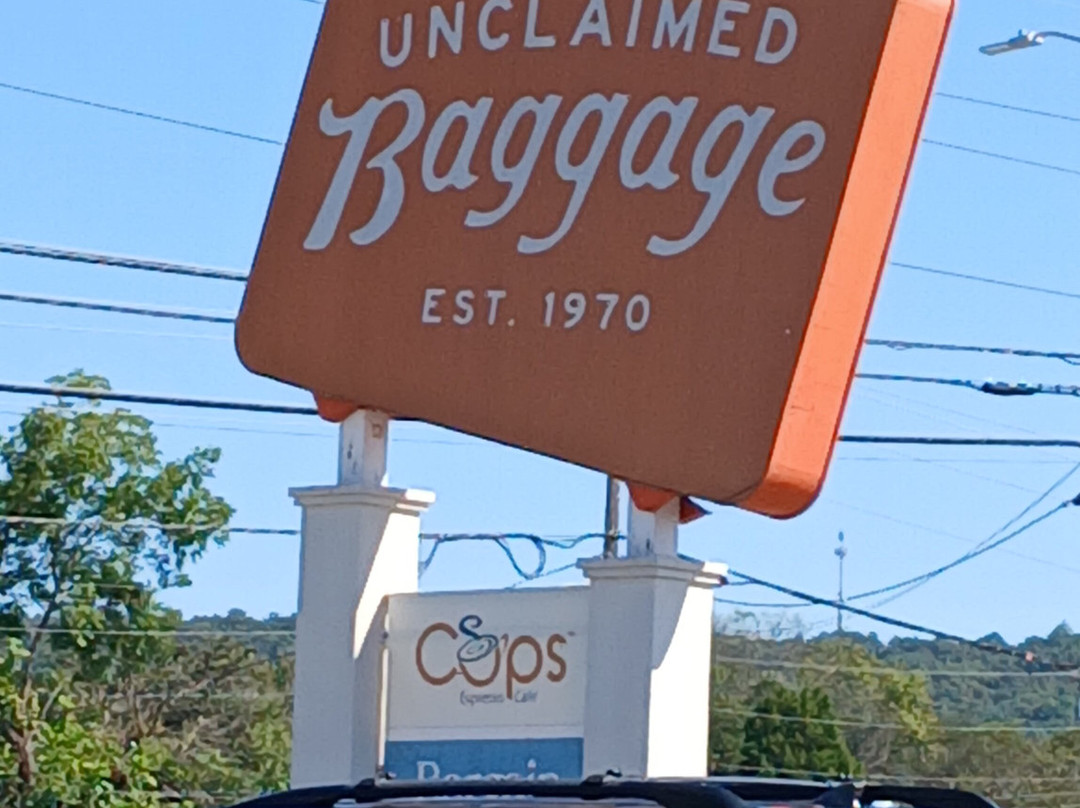 UNCLAIMED
Baggage
EST. 1970
Cups
Espresso Café